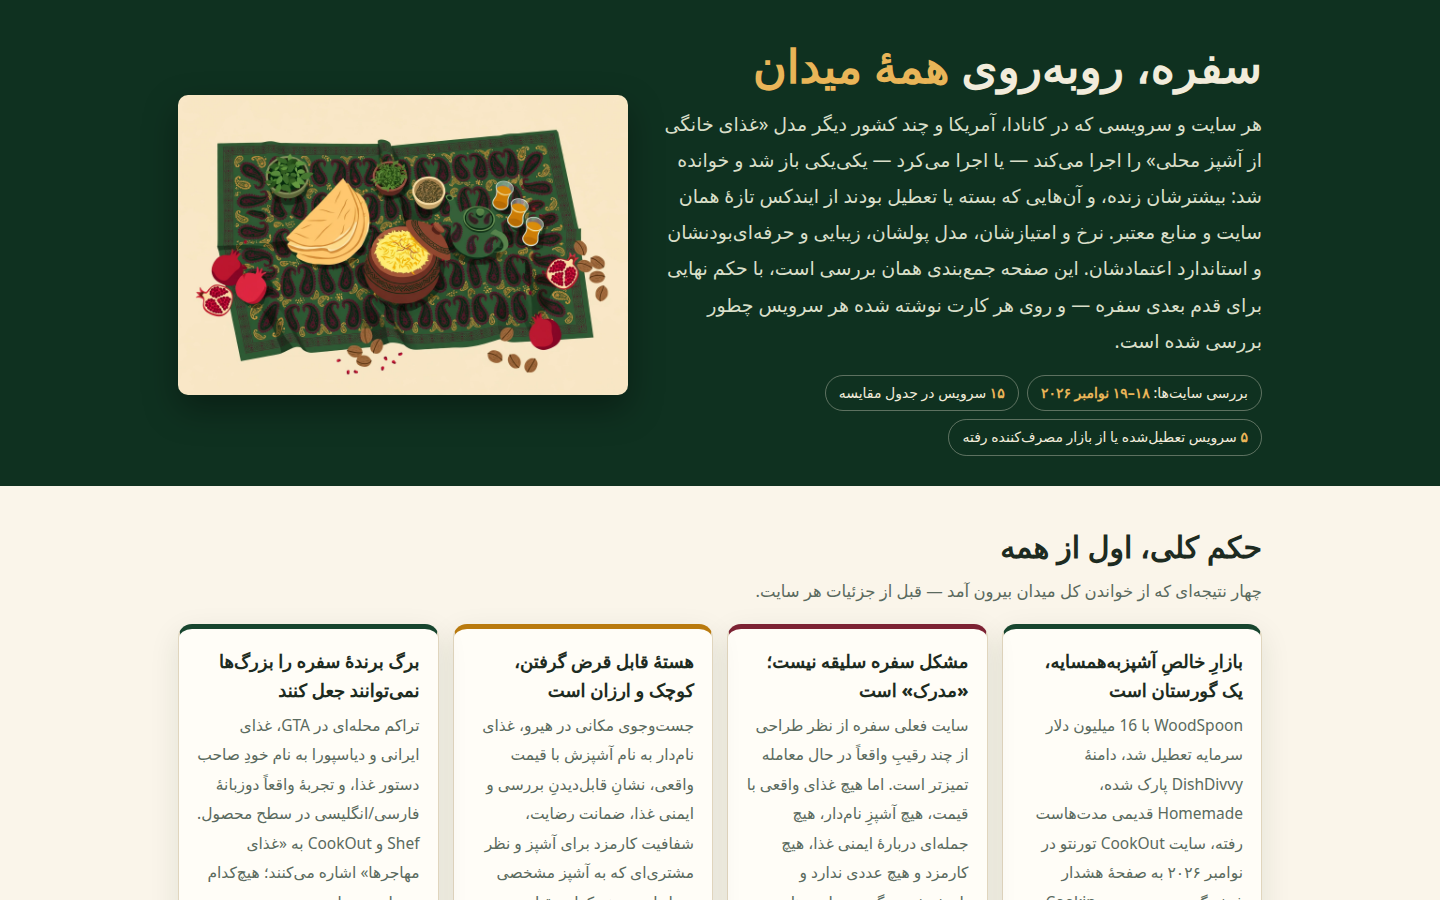 سفره، روبه‌روی همهٔ میدان
هر سایت و سرویسی که در کانادا، آمریکا و چند کشور دیگر مدل «غذای خانگی
از آشپز محلی» را اجرا می‌کند — یا اجرا می‌کرد — یکی‌یکی باز شد و خوانده
شد: بیشترشان زنده، و آن‌هایی که بسته یا تعطیل بودند از ایندکس تازهٔ همان
سایت و منابع معتبر. نرخ و امتیازشان، مدل پولشان، زیبایی و حرفه‌ای‌بودنشان
و استاندارد اعتمادشان. این صفحه جمع‌بندی همان بررسی است، با حکم نهایی
برای قدم بعدی سفره — و روی هر کارت نوشته شده هر سرویس چطور
بررسی شده است.
بررسی سایت‌ها: ۱۸–۱۹ نوامبر ۲۰۲۶
۱۵ سرویس در جدول مقایسه
۵ سرویس تعطیل‌شده یا از بازار مصرف‌کننده رفته
حکم کلی، اول از همه
چهار نتیجه‌ای که از خواندن کل میدان بیرون آمد — قبل از جزئیات هر سایت.
بازارِ خالصِ آشپزبه‌همسایه،
یک گورستان است
WoodSpoon با 16 میلیون دلار
سرمایه تعطیل شد، دامنهٔ
DishDivvy پارک شده،
Homemade قدیمی مدت‌هاست
رفته، سایت CookOut تورنتو در
نوامبر ۲۰۲۶ به صفحهٔ هشدار
مشکل سفره سلیقه نیست؛
«مدرک» است
سایت فعلی سفره از نظر طراحی
از چند رقیبِ واقعاً در حال معامله
تمیزتر است. اما هیچ غذای واقعی با
قیمت، هیچ آشپزِ نام‌دار، هیچ
جمله‌ای دربارهٔ ایمنی غذا، هیچ
کارمزد و هیچ عددی ندارد و
هستهٔ قابل قرض گرفتن،
کوچک و ارزان است
جست‌وجوی مکانی در هیرو، غذای
نام‌دار به نام آشپزش با قیمت
واقعی، نشانِ قابل‌دیدنِ بررسی و
ایمنی غذا، ضمانت رضایت،
شفافیت کارمزد برای آشپز و نظر
مشتری‌ای که به آشپز مشخصی
برگ برندهٔ سفره را بزرگ‌ها
نمی‌توانند جعل کنند
تراکم محله‌ای در GTA، غذای
ایرانی و دیاسپورا به نام خودِ صاحب
دستور غذا، و تجربهٔ واقعاً دوزبانهٔ
فارسی/انگلیسی در سطح محصول.
Shef و CookOut به «غذای
مهاجرها» اشاره می‌کنند؛ هیچ‌کدام